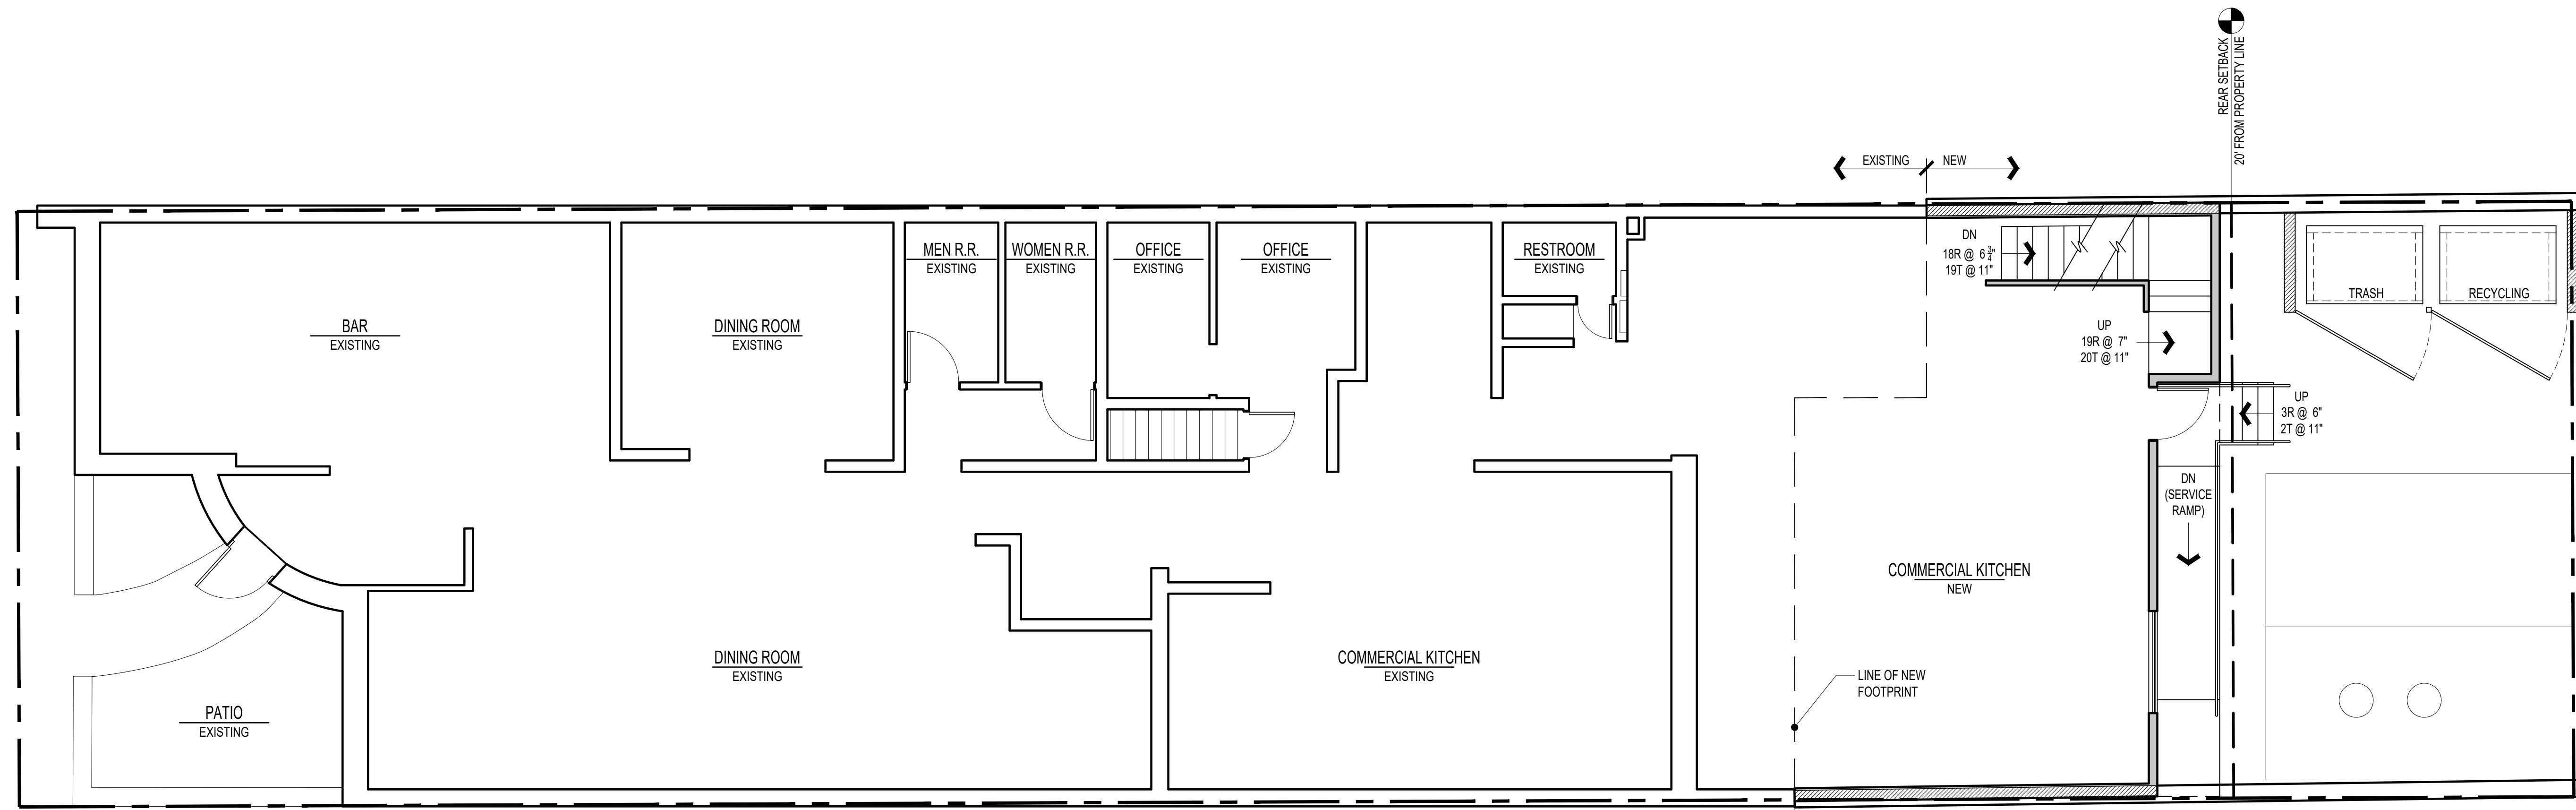 REAR SETBACK
20' FROM PROPERTY LINE
EXISTING
NEW
MEN R.R.
EXISTING
WOMEN R.R.
EXISTING
OFFICE
EXISTING
OFFICE
EXISTING
RESTROOM
EXISTING
DN
18R @ 6 3/4"
19T @ 11"
TRASH
RECYCLING
BAR
EXISTING
DINING ROOM
EXISTING
UP
19R @ 7"
20T @ 11"
UP
3R @ 6"
2T @ 11"
DN
(SERVICE
RAMP)
COMMERCIAL KITCHEN
NEW
DINING ROOM
EXISTING
COMMERCIAL KITCHEN
EXISTING
LINE OF NEW
FOOTPRINT
PATIO
EXISTING